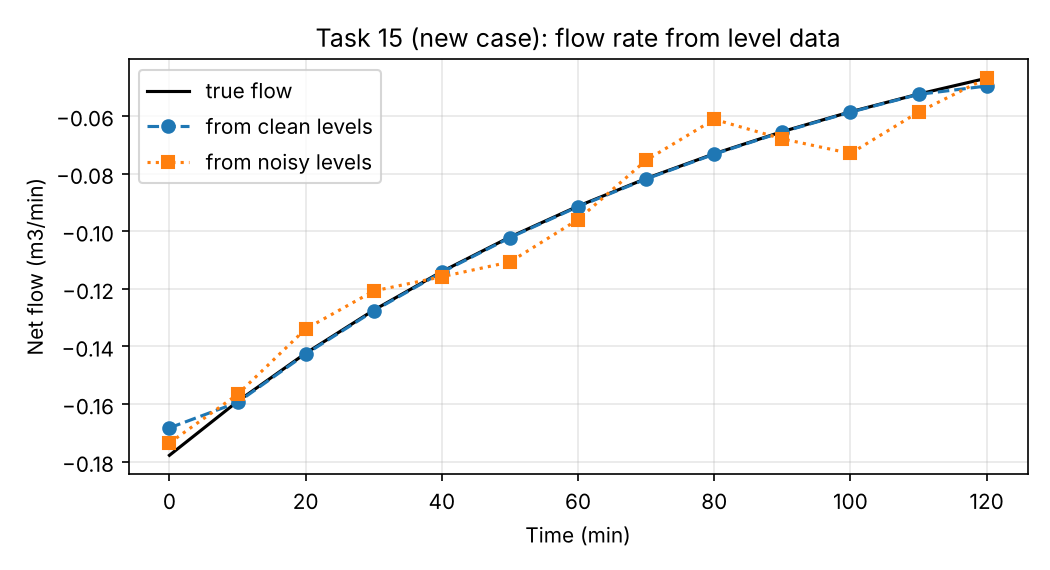 Task 15 (new case): flow rate from level data
true flow
from clean levels
from noisy levels
Net flow (m3/min)
−0.06
−0.08
−0.10
−0.12
−0.14
−0.16
−0.18
0 20 40 60 80 100 120
Time (min)